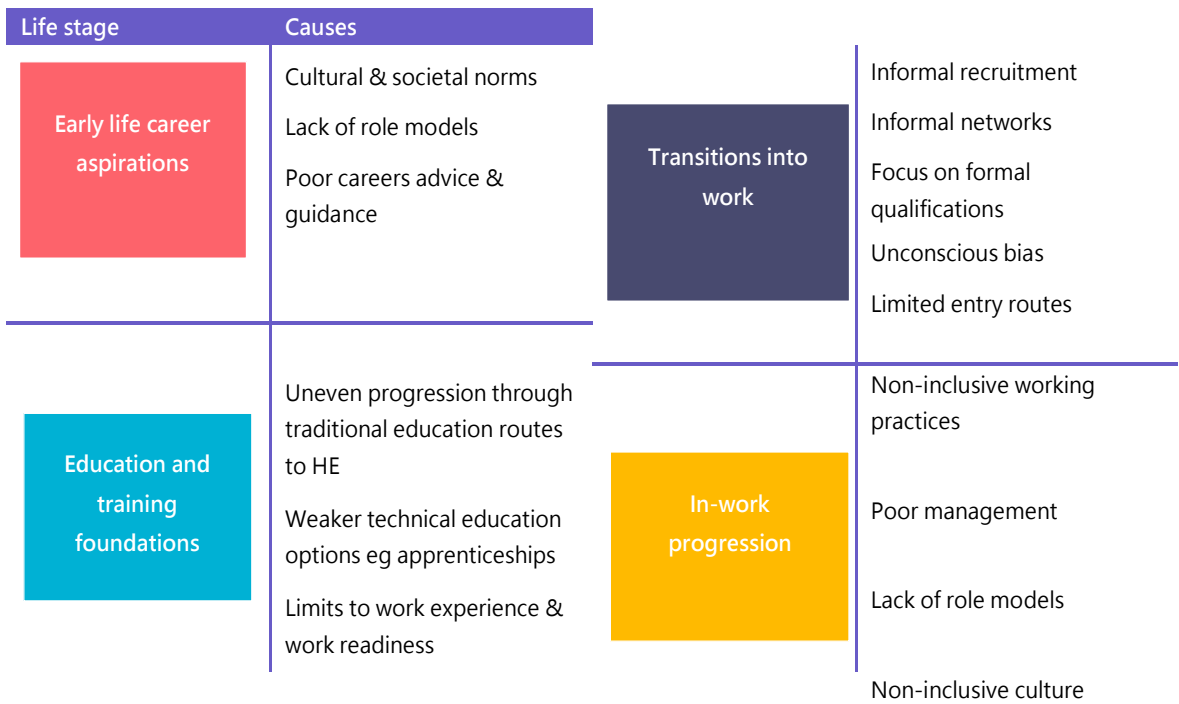 Life stage
Causes
Early life career
aspirations
Cultural & societal norms
Lack of role models
Poor careers advice &
guidance
Education and
training
foundations
Uneven progression through
traditional education routes
to HE
Weaker technical education
options eg apprenticeships
Limits to work experience &
work readiness
Transitions into
work
Informal recruitment
Informal networks
Focus on formal
qualifications
Unconscious bias
Limited entry routes
In-work
progression
Non-inclusive working
practices
Poor management
Lack of role models
Non-inclusive culture